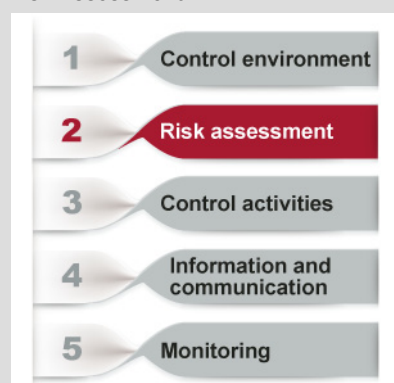 1 Control environment
2 Risk assessment
3 Control activities
4 Information and
communication
5 Monitoring